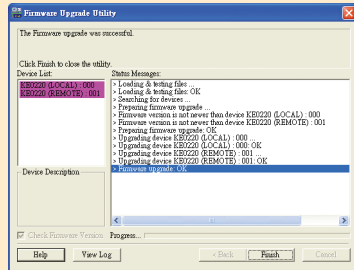 Firmware Upgrade Utility
The Firmware upgrade was successful.
Click Finish to close the utility.
Device List:
Status Messages:
KE0220 (LOCAL) : 000
KE0220 (REMOTE) : 001
> Loading & testing files ...
> Loading & testing files: OK
> Searching for devices ...
> Preparing firmware upgrade ...
> Firmware version is not newer than device KE0220 (LOCAL) : 000
> Firmware version is not newer than device KE0220 (REMOTE) : 001
> Preparing firmware upgrade: OK
> Upgrading device KE0220 (LOCAL) : 000 ...
> Upgrading device KE0220 (LOCAL) : 000: OK
> Upgrading device KE0220 (REMOTE) : 001 ...
> Upgrading device KE0220 (REMOTE) : 001: OK
> Firmware upgrade: OK
Device Description
Check Firmware Version
Progress...
Help
View Log
< Back
Finish
Cancel